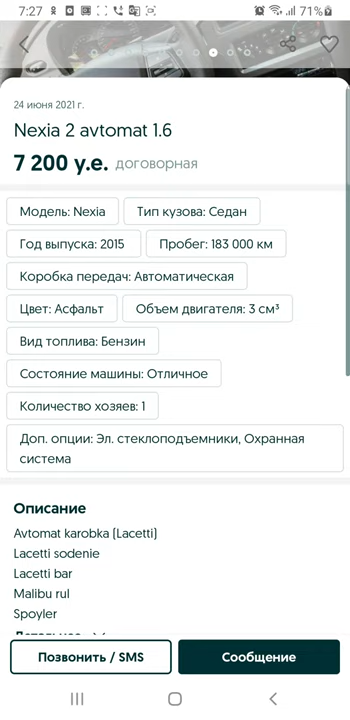 7:27
71%
24 июня 2021 г.
Nexia 2 avtomat 1.6
7 200 у.е. договорная
Модель: Nexia
Тип кузова: Седан
Год выпуска: 2015
Пробег: 183 000 км
Коробка передач: Автоматическая
Цвет: Асфальт
Объем двигателя: 3 см³
Вид топлива: Бензин
Состояние машины: Отличное
Количество хозяев: 1
Доп. опции: Эл. стеклоподъемники, Охранная
система
Описание
Avtomat karobka (Lacetti)
Lacetti sodenie
Lacetti bar
Malibu rul
Spoyler
Позвонить / SMS
Сообщение